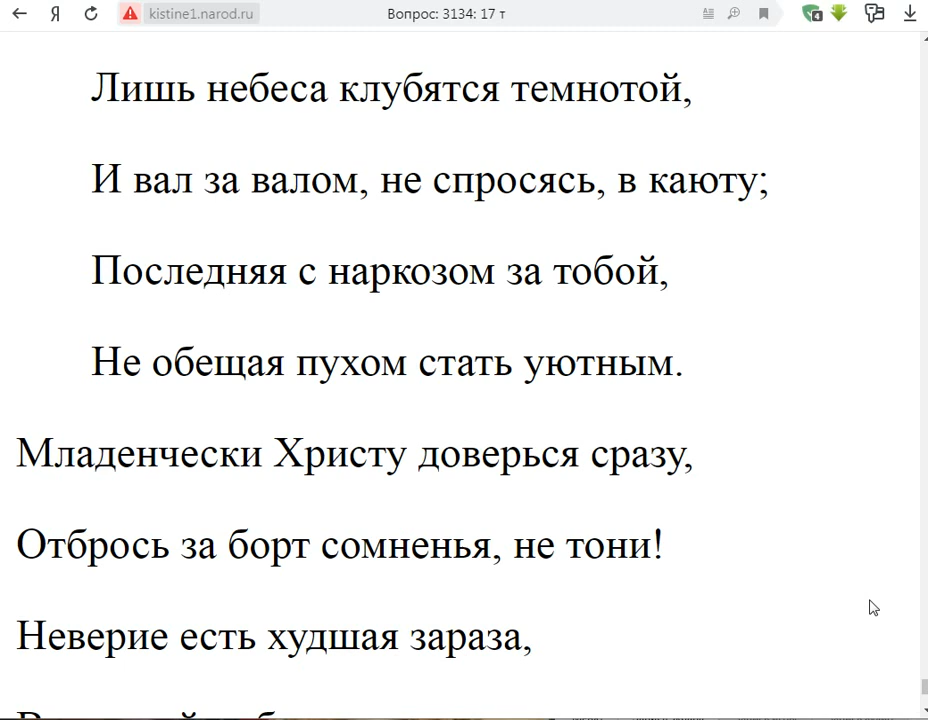 Я
kistine1.narod.ru
Вопрос: 3134: 17 т
4
Лишь небеса клубятся темнотой,
И вал за валом, не спросясь, в каюту;
Последняя с наркозом за тобой,
Не обещая пухом стать уютным.
Младенчески Христу доверься сразу,
Отбрось за борт сомненья, не тони!
Неверие есть худшая зараза,